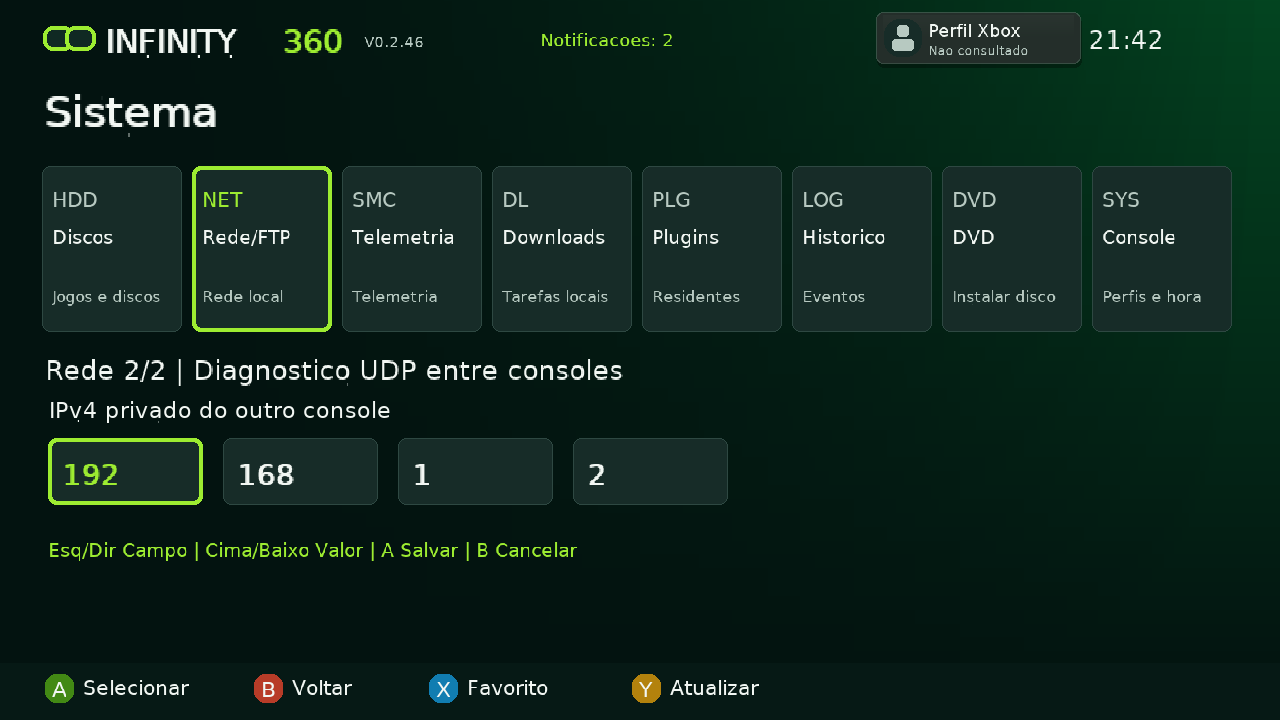 INFINITY 360 V0.2.46 Notificacoes: 2 Perfil Xbox 21:42
Nao consultado
Sistema
HDD NET SMC DL PLG LOG DVD SYS
Discos Rede/FTP Telemetria Downloads Plugins Historico DVD Console
Jogos e discos Rede local Telemetria Tarefas locais Residentes Eventos Instalar disco Perfis e hora
Rede 2/2 | Diagnostico UDP entre consoles
IPv4 privado do outro console
192 168 1 2
Esq/Dir Campo | Cima/Baixo Valor | A Salvar | B Cancelar
A Selecionar B Voltar X Favorito Y Atualizar